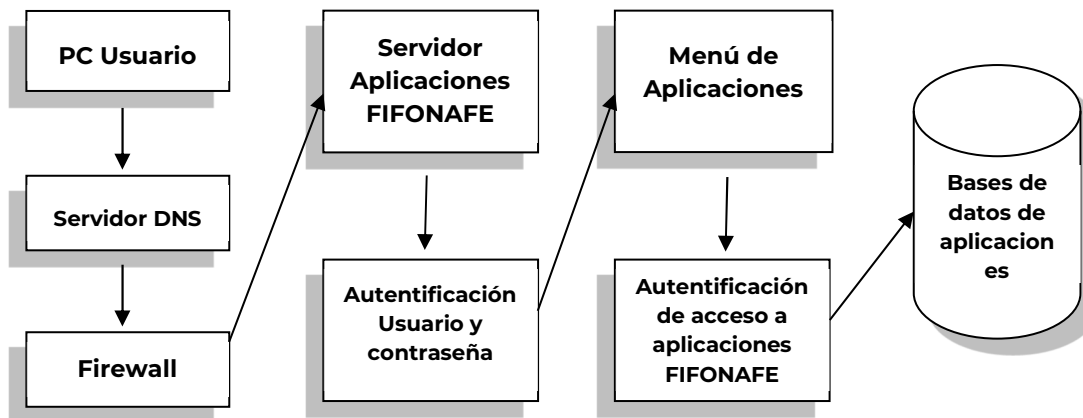 PC Usuario
Servidor DNS
Firewall
Servidor
Aplicaciones
FIFONAFE
Autentificación
Usuario y
contraseña
Menú de
Aplicaciones
Autentificación
de acceso a
aplicaciones
FIFONAFE
Bases de
datos de
aplicacion
es